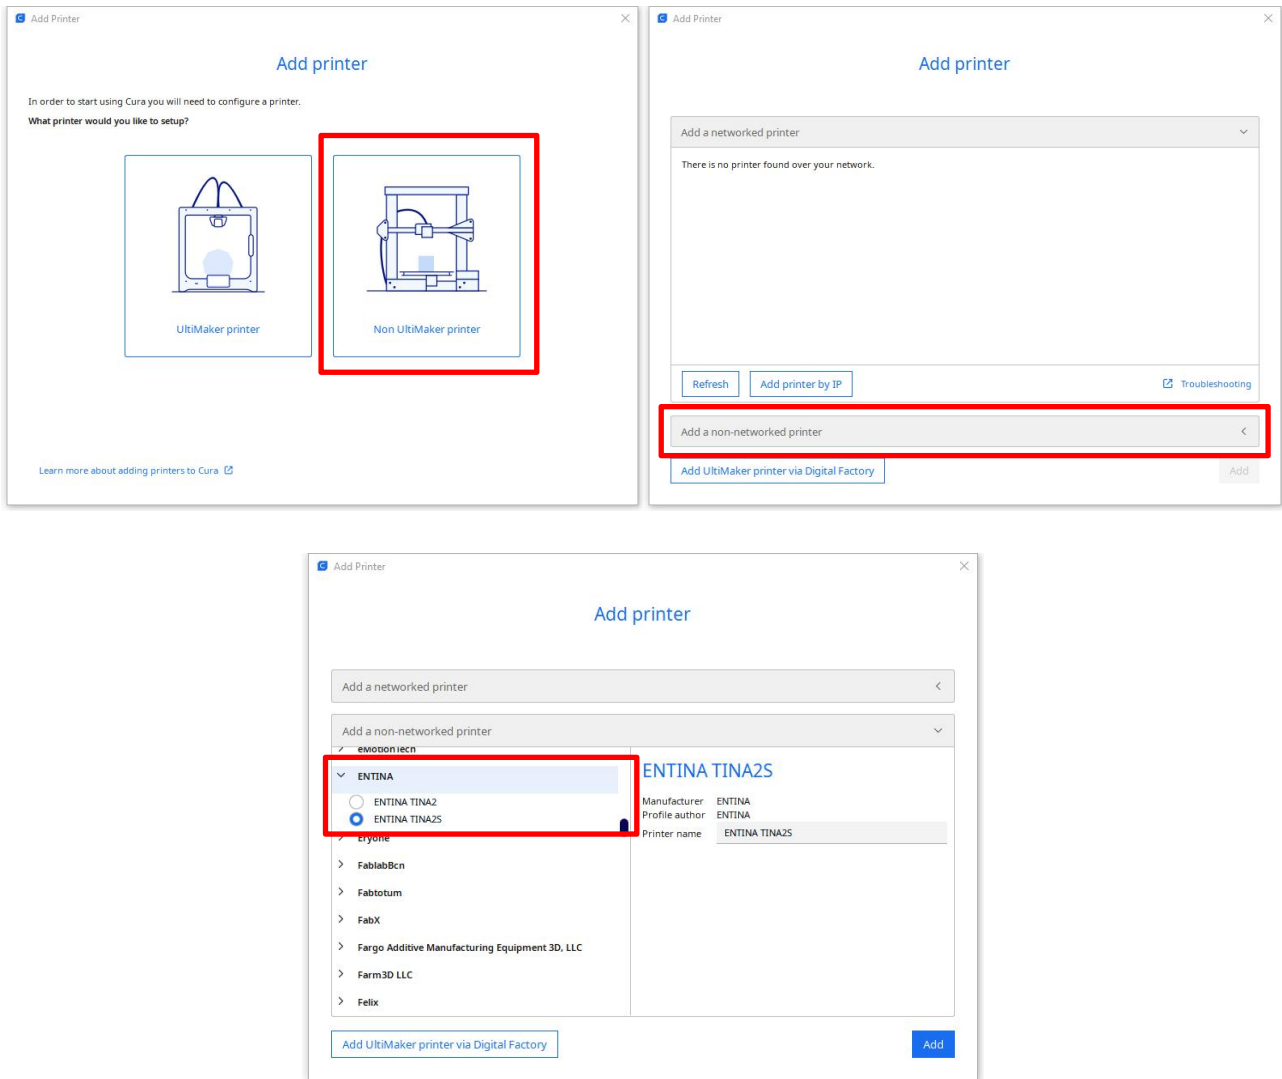 Add Printer
Add printer
In order to start using Cura you will need to configure a printer.
What printer would you like to setup?
UltiMaker printer
Non UltiMaker printer
Learn more about adding printers to Cura
Add Printer
Add printer
Add a networked printer
There is no printer found over your network.
Refresh
Add printer by IP
Troubleshooting
Add a non-networked printer
Add UltiMaker printer via Digital Factory
Add
Add Printer
Add printer
Add a networked printer
Add a non-networked printer
eMotionTech
ENTINA
ENTINA TINA2
ENTINA TINA2S
Eryone
FablabBcn
Fabtotum
FabX
Fargo Additive Manufacturing Equipment 3D, LLC
Farm3D LLC
Felix
ENTINA TINA2S
Manufacturer ENTINA
Profile author ENTINA
Printer name ENTINA TINA2S
Add UltiMaker printer via Digital Factory
Add